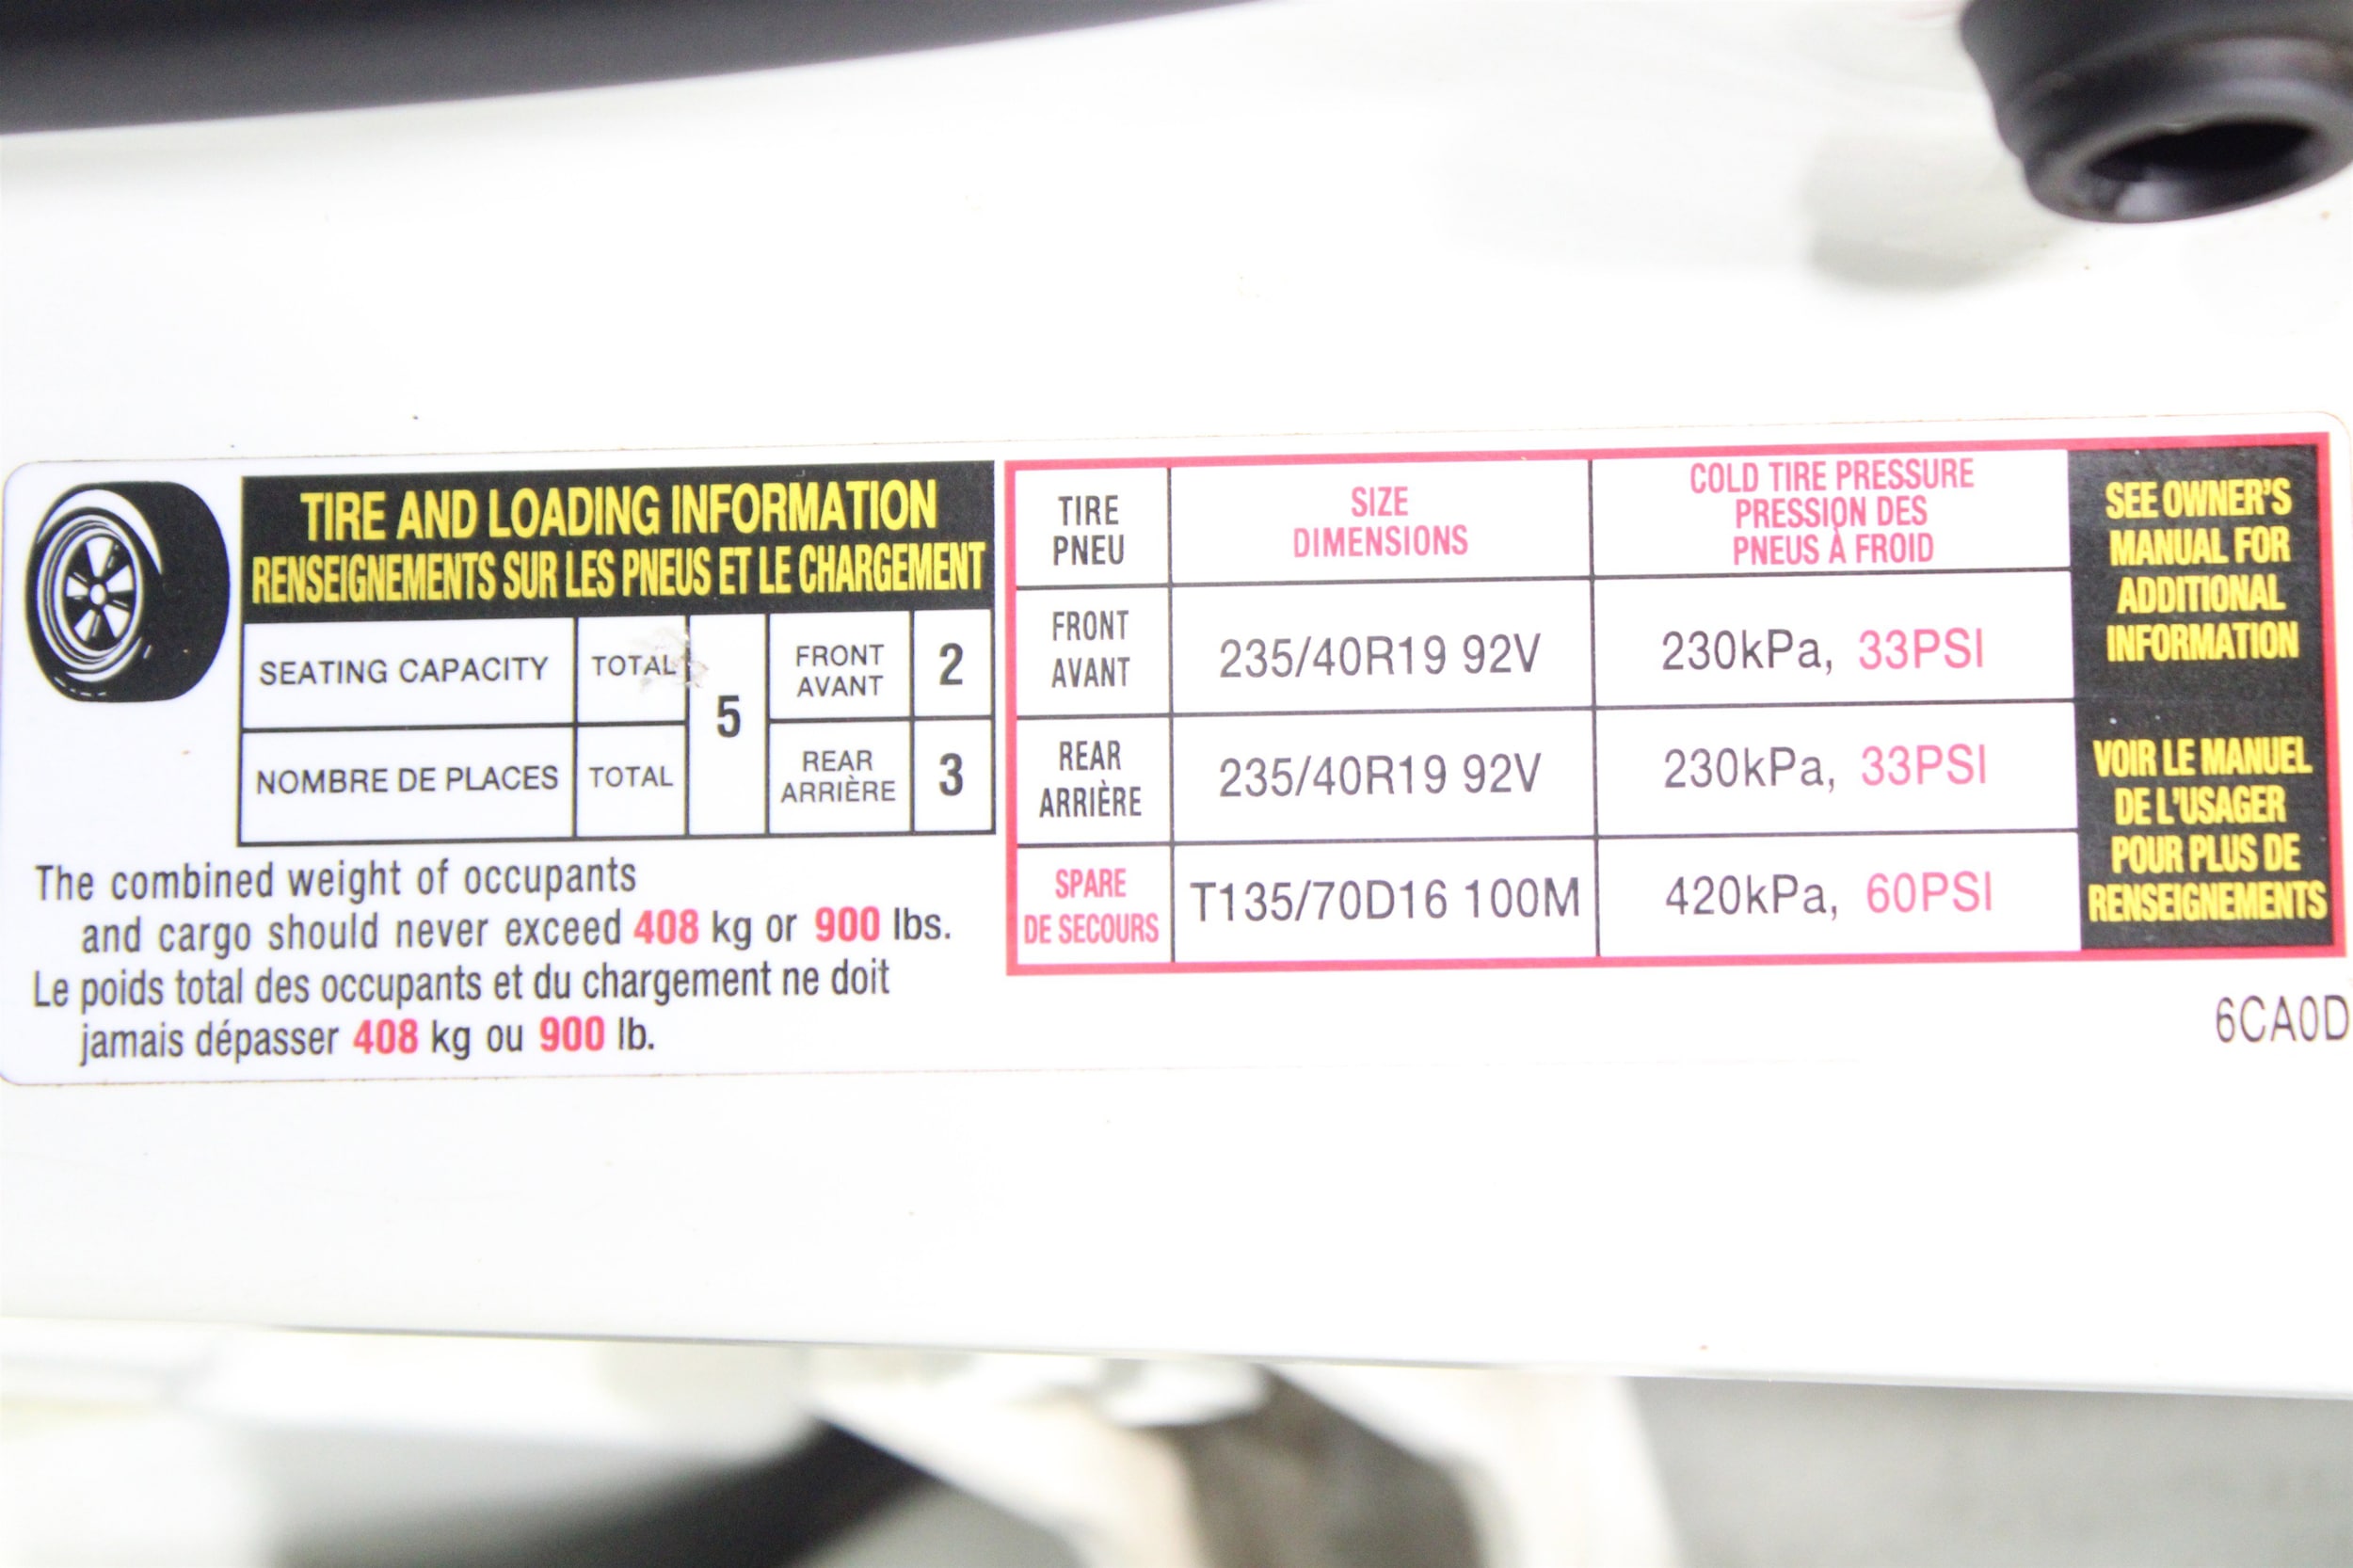 TIRE AND LOADING INFORMATION
RENSEIGNEMENTS SUR LES PNEUS ET LE CHARGEMENT
SEATING CAPACITY TOTAL 5 FRONT AVANT 2
NOMBRE DE PLACES TOTAL REAR ARRIÈRE 3
The combined weight of occupants
and cargo should never exceed 408 kg or 900 lbs.
Le poids total des occupants et du chargement ne doit
jamais dépasser 408 kg ou 900 lb.
TIRE
PNEU
SIZE
DIMENSIONS
COLD TIRE PRESSURE
PRESSION DES
PNEUS À FROID
FRONT
AVANT
235/40R19 92V
230kPa, 33PSI
REAR
ARRIÈRE
235/40R19 92V
230kPa, 33PSI
SPARE
DE SECOURS
T135/70D16 100M
420kPa, 60PSI
SEE OWNER'S
MANUAL FOR
ADDITIONAL
INFORMATION
VOIR LE MANUEL
DE L'USAGER
POUR PLUS DE
RENSEIGNEMENTS
6CA0D